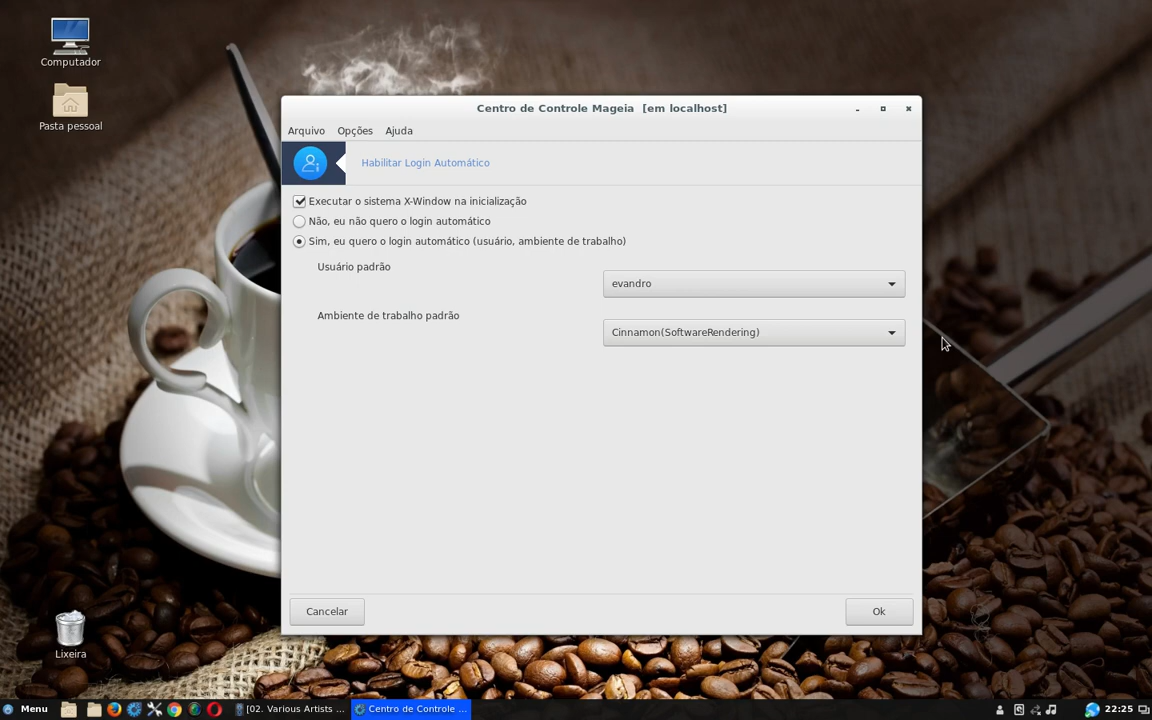 Computador
Pasta pessoal
Centro de Controle Mageia [em localhost]
Arquivo Opções Ajuda
Habilitar Login Automático
Executar o sistema X-Window na inicialização
Não, eu não quero o login automático
Sim, eu quero o login automático (usuário, ambiente de trabalho)
Usuário padrão
evandro
Ambiente de trabalho padrão
Cinnamon(SoftwareRendering)
Cancelar Ok
Lixeira
Menu [02. Various Artists ... Centro de Controle ... 22:25